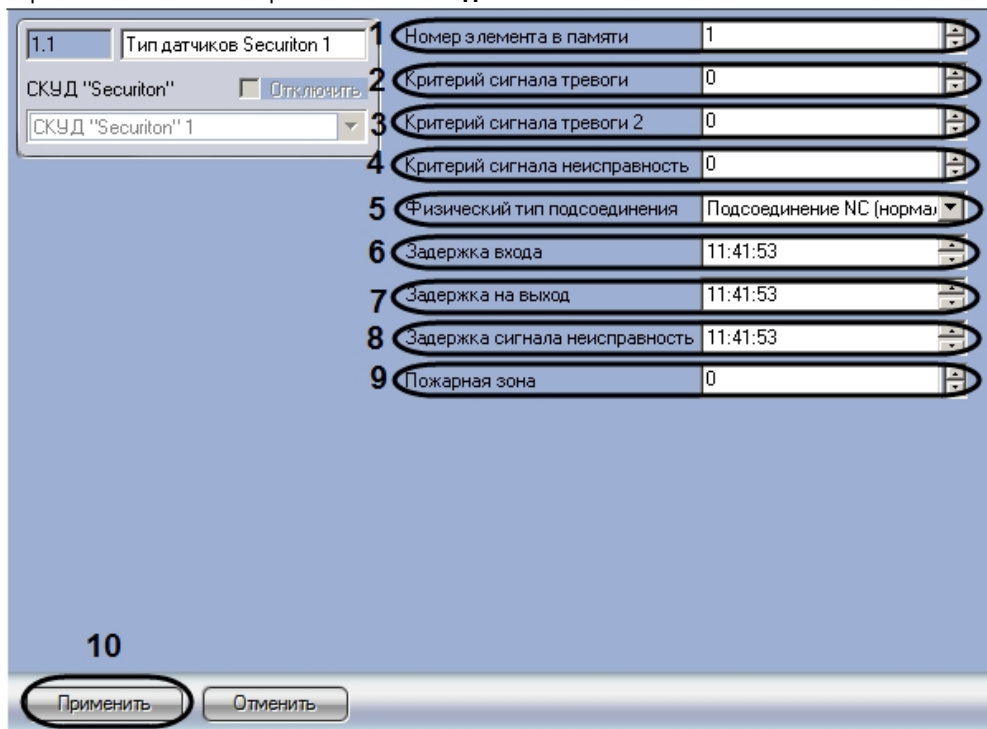 1.1 Тип датчиков Securiton 1
СКУД "Securiton" Отключить
СКУД "Securiton" 1
1 Номер элемента в памяти 1
2 Критерий сигнала тревоги 0
3 Критерий сигнала тревоги 2 0
4 Критерий сигнала неисправность 0
5 Физический тип подсоединения Подсоединение NC (нормал
6 Задержка входа 11:41:53
7 Задержка на выход 11:41:53
8 Задержка сигнала неисправность 11:41:53
9 Пожарная зона 0
10
Применить Отменить